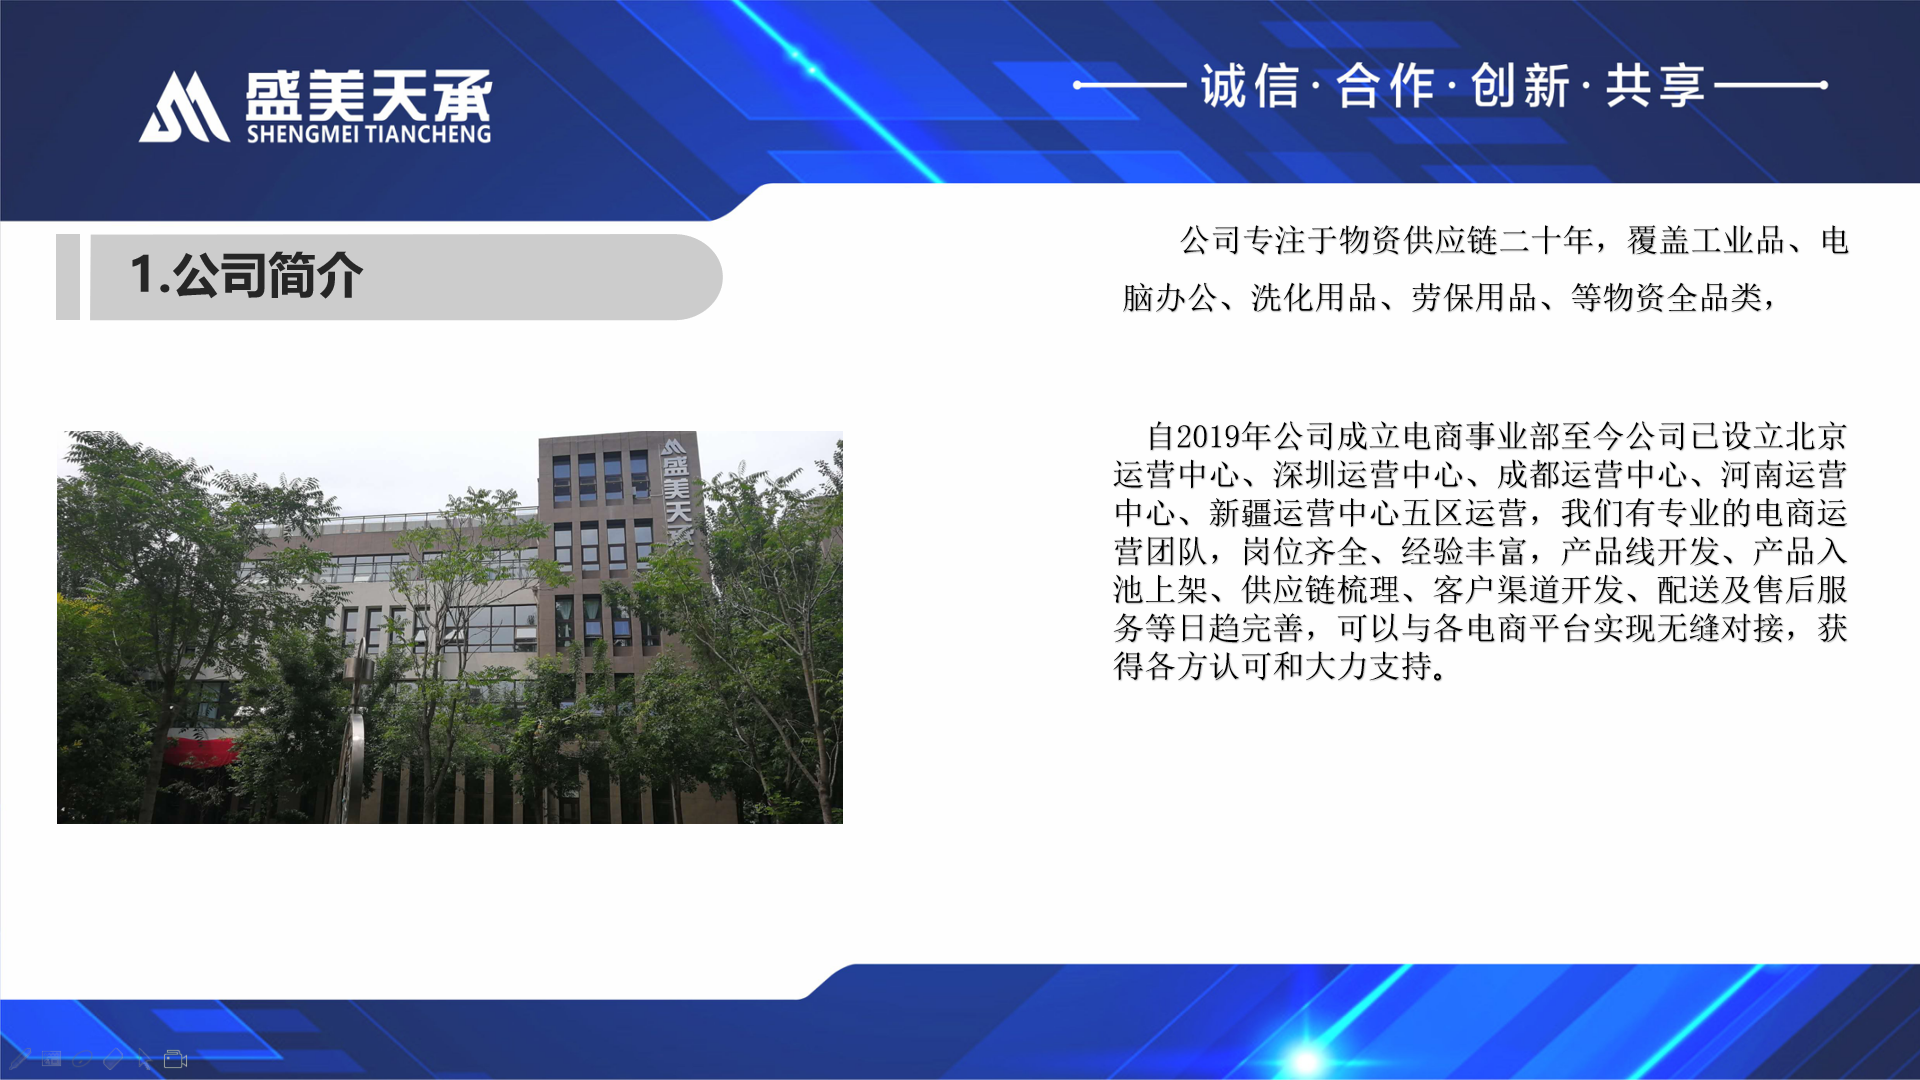 盛美天承
SHENGMEI TIANCHENG
诚信·合作·创新·共享
1.公司简介
公司专注于物资供应链二十年，覆盖工业品、电
脑办公、洗化用品、劳保用品、等物资全品类，
盛美天承
自2019年公司成立电商事业部至今公司已设立北京
运营中心、深圳运营中心、成都运营中心、河南运营
中心、新疆运营中心五区运营，我们有专业的电商运
营团队，岗位齐全、经验丰富，产品线开发、产品入
池上架、供应链梳理、客户渠道开发、配送及售后服
务等日趋完善，可以与各电商平台实现无缝对接，获
得各方认可和大力支持。